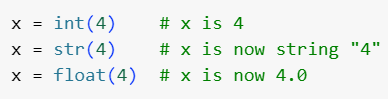 x = int(4)    # x is 4
x = str(4)    # x is now string "4"
x = float(4)  # x is now 4.0